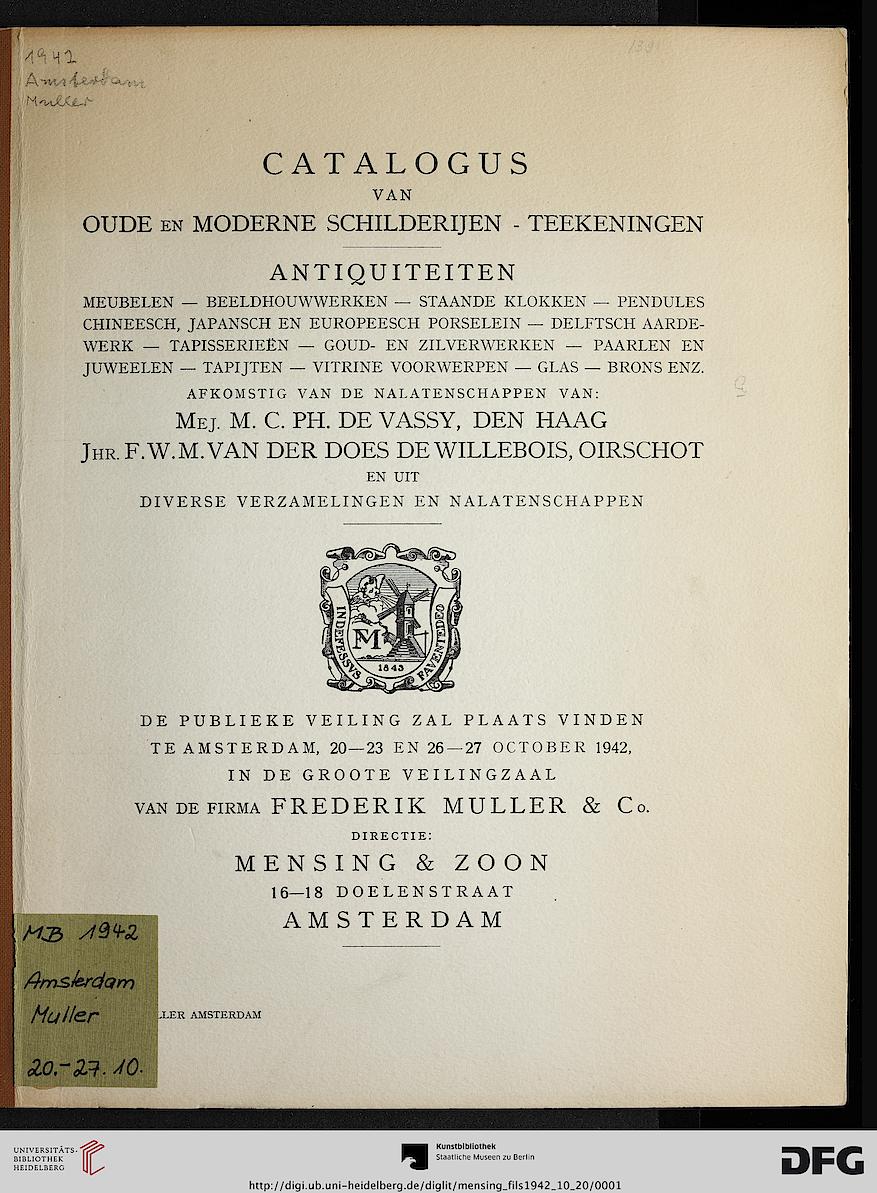 1942
Amsterdam
Muller
139
CATALOGUS
VAN
OUDE EN MODERNE SCHILDERIJEN - TEEKENINGEN
ANTIQUITEITEN
MEUBELEN — BEELDHOUWWERKEN — STAANDE KLOKKEN — PENDULES
CHINEESCH, JAPANSCH EN EUROPEESCH PORSELEIN — DELFTSCH AARDE-
WERK — TAPISSERIEËN — GOUD- EN ZILVERWERKEN — PAARLEN EN
JUWEELEN — TAPIJTEN — VITRINE VOORWERPEN — GLAS — BRONS ENZ.
AFKOMSTIG VAN DE NALATENSCHAPPEN VAN:
MEJ. M. C. PH. DE VASSY, DEN HAAG
JHR. F.W.M. VAN DER DOES DE WILLEBOIS, OIRSCHOT
EN UIT
DIVERSE VERZAMELINGEN EN NALATENSCHAPPEN
INDEFESSVS FAVENTE DEO
M
1843
DE PUBLIEKE VEILING ZAL PLAATS VINDEN
TE AMSTERDAM, 20—23 EN 26—27 OCTOBER 1942,
IN DE GROOTE VEILINGZAAL
VAN DE FIRMA FREDERIK MULLER & Co.
DIRECTIE:
MENSING & ZOON
16—18 DOELENSTRAAT
AMSTERDAM
MB 1942
Amsterdam
Muller
20.-27.10.
LLER AMSTERDAM
UNIVERSITÄTS-
BIBLIOTHEK
HEIDELBERG
Kunstbibliothek
Staatliche Museen zu Berlin
DFG
http://digi.ub.uni-heidelberg.de/diglit/mensing_fils1942_10_20/0001